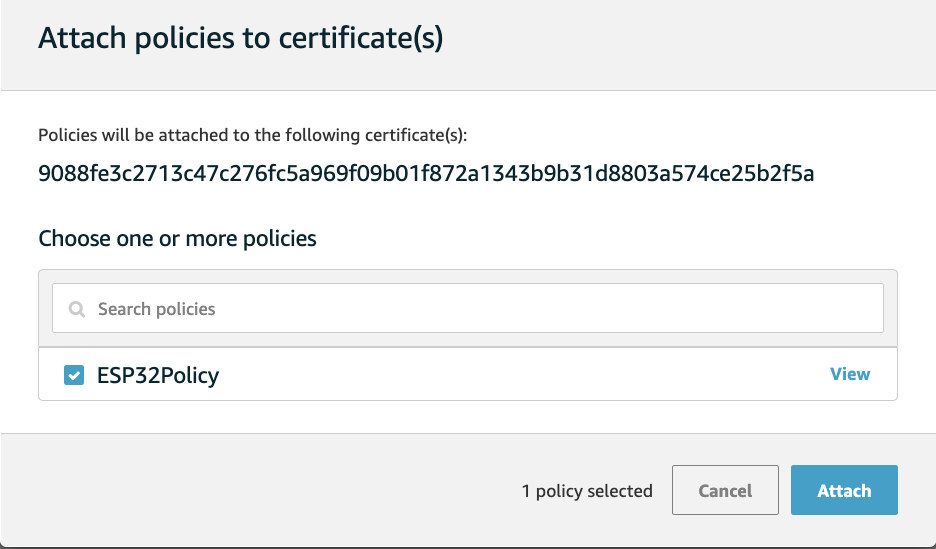 Attach policies to certificate(s)
Policies will be attached to the following certificate(s):
9088fe3c2713c47c276fc5a969f09b01f872a1343b9b31d8803a574ce25b2f5a
Choose one or more policies
Search policies
ESP32Policy View
1 policy selected Cancel Attach